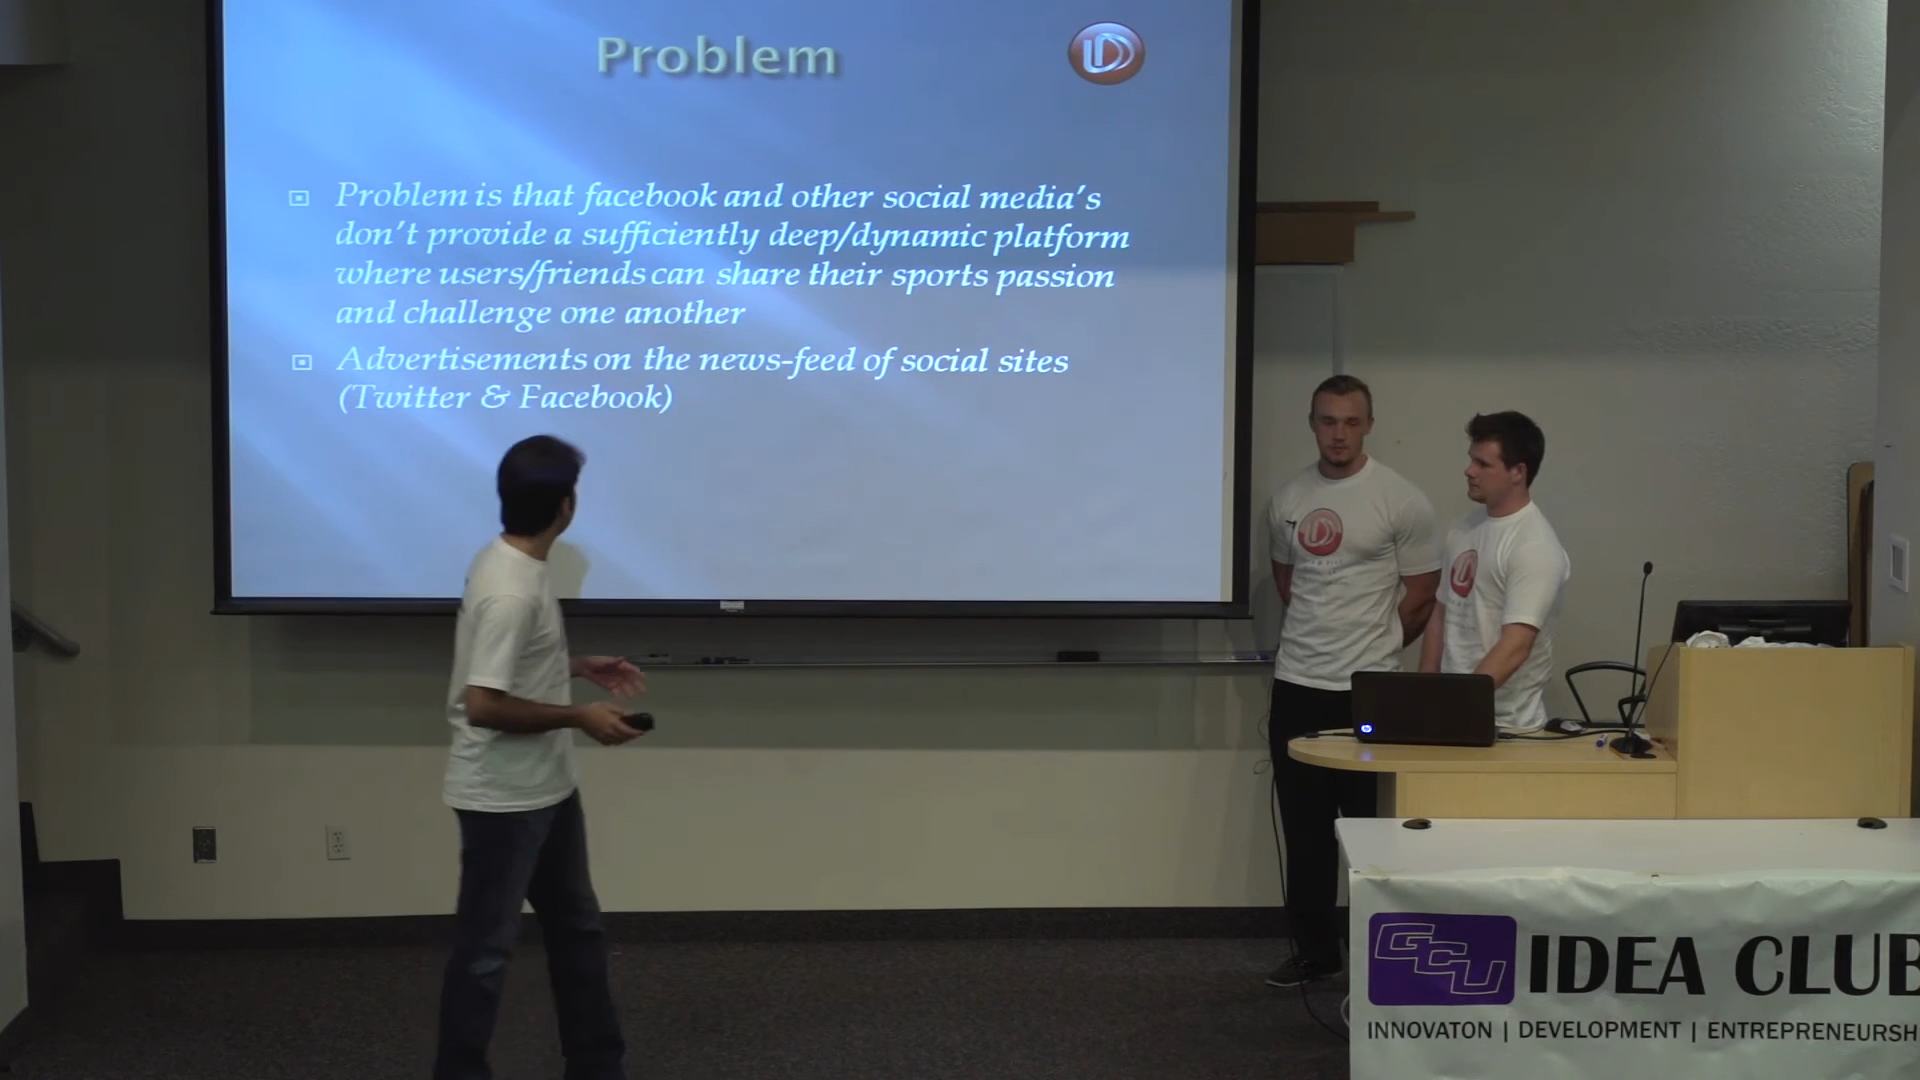 Problem
Problem is that facebook and other social media's
don't provide a sufficiently deep/dynamic platform
where users/friends can share their sports passion
and challenge one another
Advertisements on the news-feed of social sites
(Twitter & Facebook)
GCU IDEA CLUB
INNOVATON | DEVELOPMENT | ENTREPRENEURSH